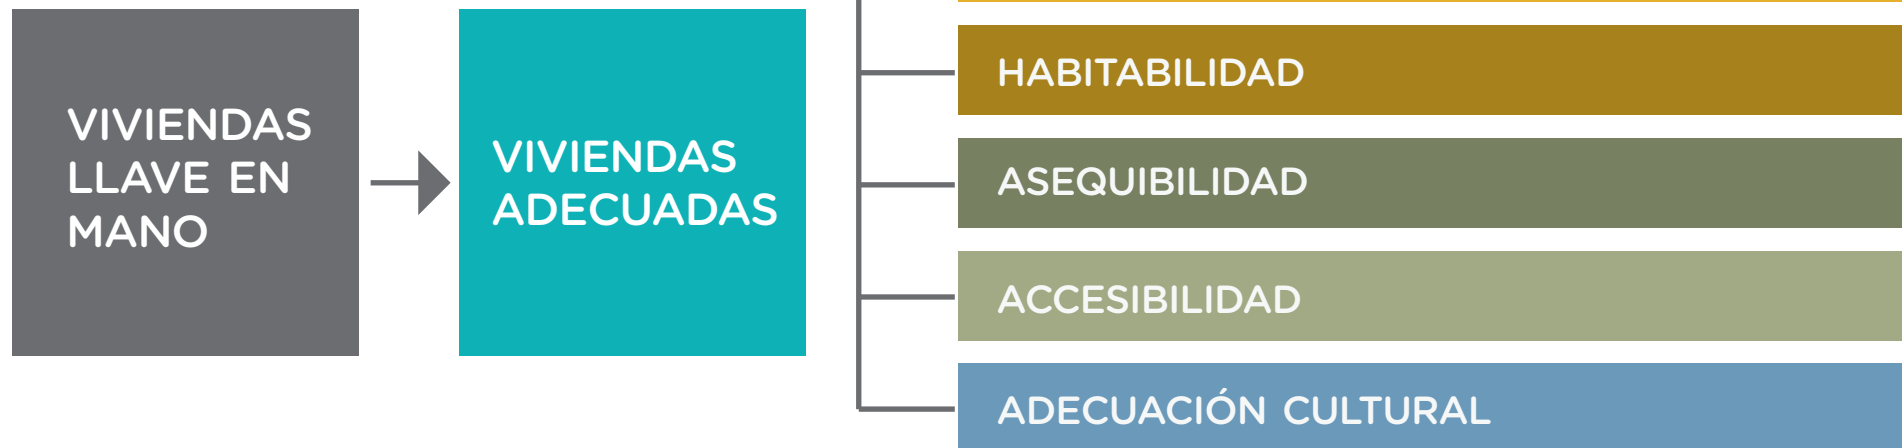 VIVIENDAS
LLAVE EN
MANO
VIVIENDAS
ADECUADAS
HABITABILIDAD
ASEQUIBILIDAD
ACCESIBILIDAD
ADECUACIÓN CULTURAL